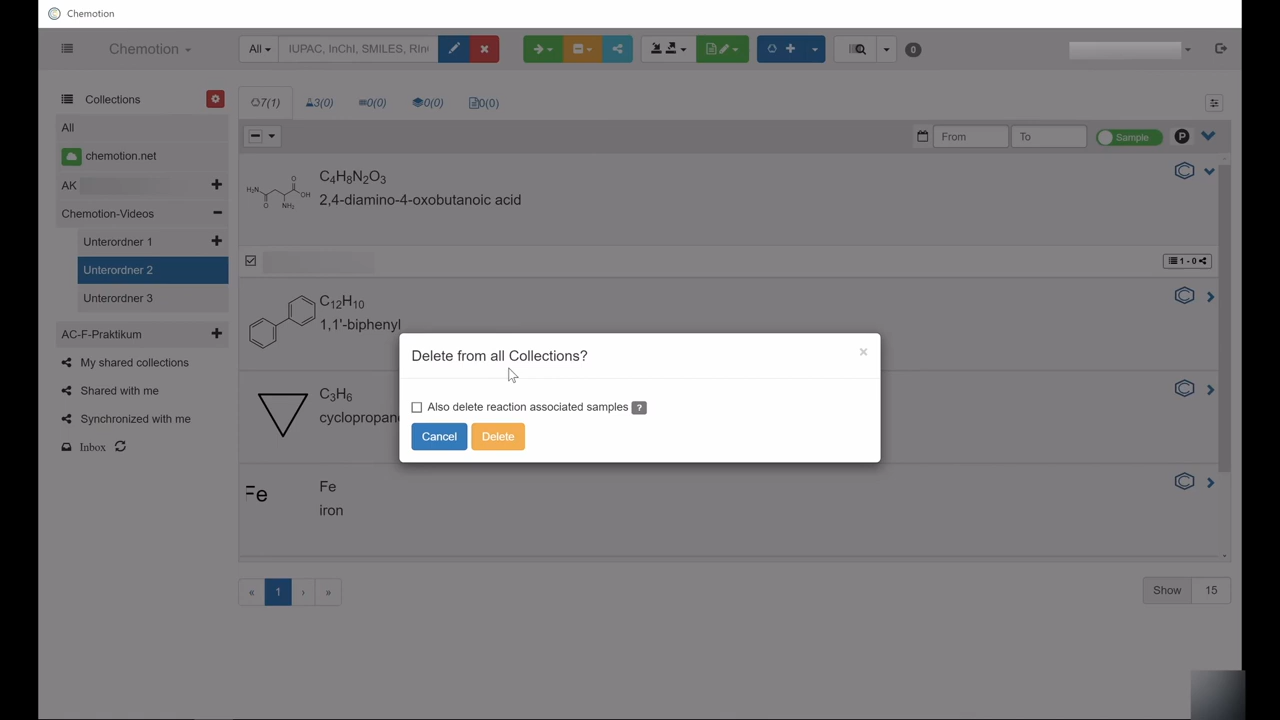 Chemotion
Chemotion
All
IUPAC, InChI, SMILES, RIn
0
Collections
All
chemotion.net
AK
Chemotion-Videos
Unterordner 1
Unterordner 2
Unterordner 3
AC-F-Praktikum
My shared collections
Shared with me
Synchronized with me
Inbox
7(1)
3(0)
0(0)
0(0)
0(0)
From
To
Sample
P
H₂N
O
OH
O
NH₂
C₄H₈N₂O₃
2,4-diamino-4-oxobutanoic acid
1 - 0
C₁₂H₁₀
1,1'-biphenyl
C₃H₆
cyclopropane
Fe
Fe
iron
Delete from all Collections?
×
Also delete reaction associated samples ?
Cancel
Delete
«
1
›
»
Show
15